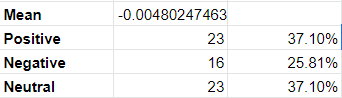 Mean -0.00480247463
Positive 23 37.10%
Negative 16 25.81%
Neutral 23 37.10%